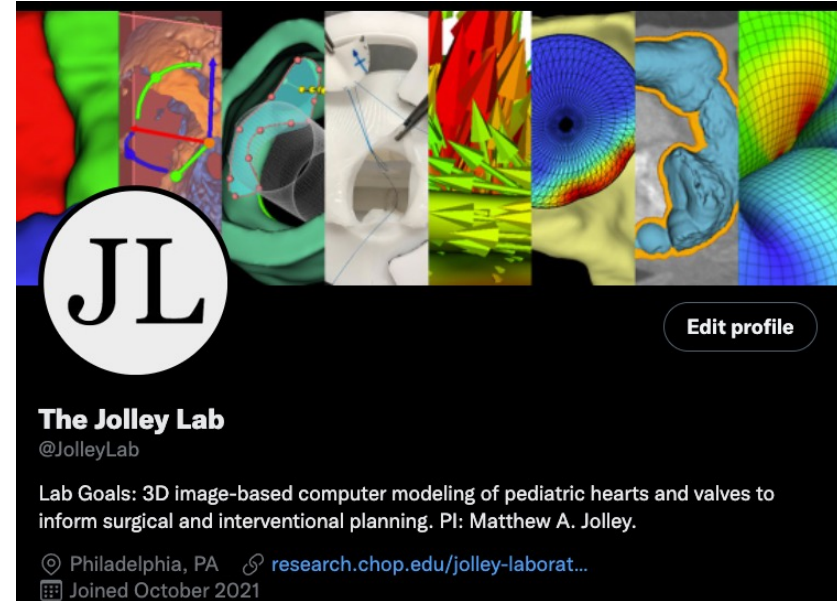 JL
Edit profile
The Jolley Lab
@JolleyLab
Lab Goals: 3D image-based computer modeling of pediatric hearts and valves to
inform surgical and interventional planning. PI: Matthew A. Jolley.
Philadelphia, PA research.chop.edu/jolley-laborat...
Joined October 2021